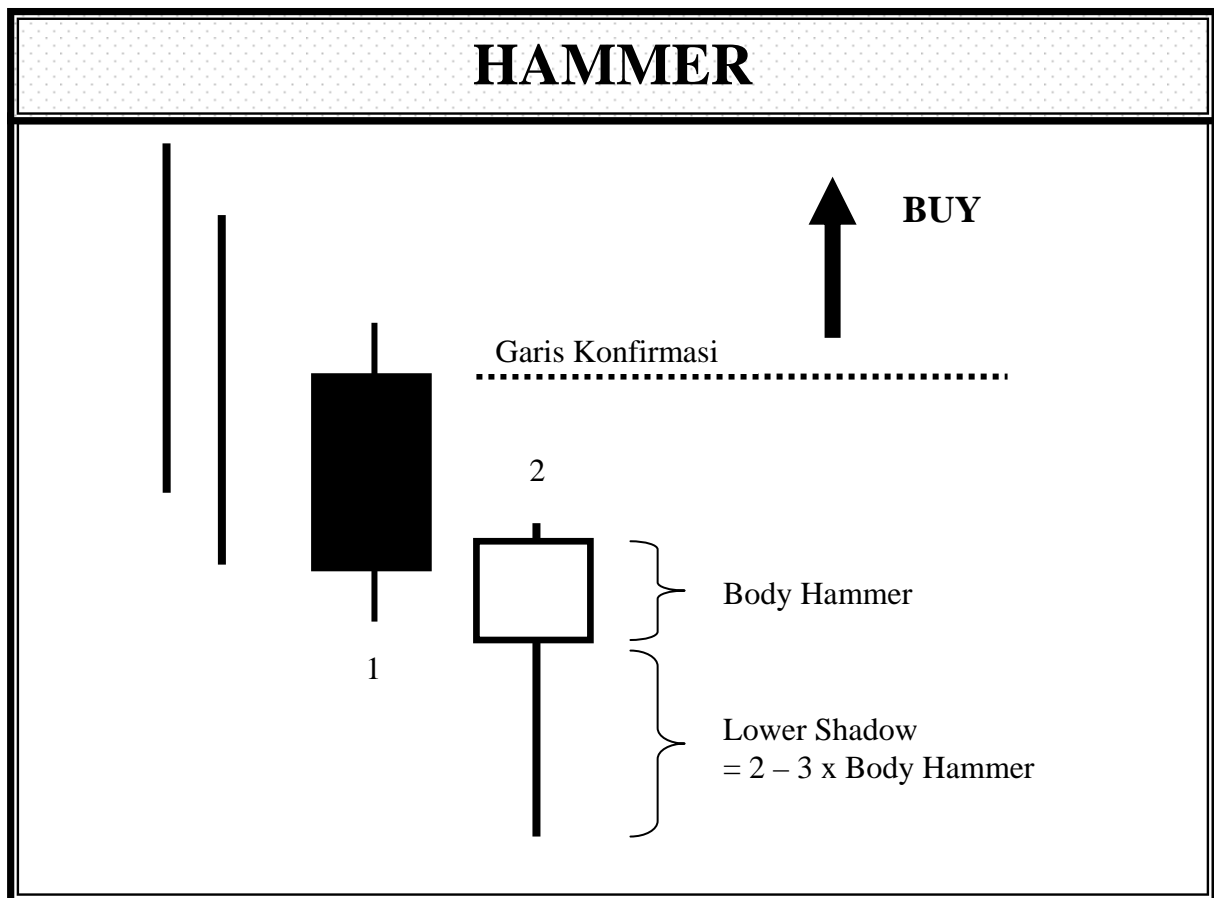 HAMMER
BUY
Garis Konfirmasi
2
Body Hammer
1
Lower Shadow
= 2 – 3 x Body Hammer